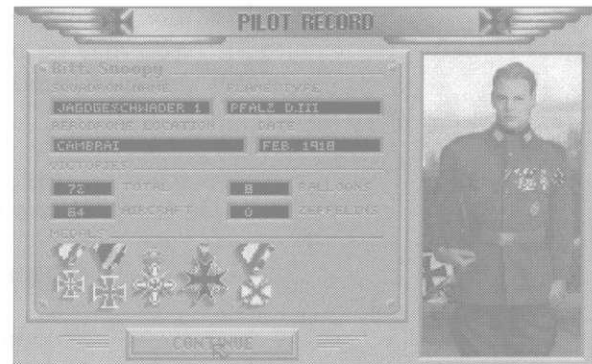 PILOT RECORD
Bitt. Snoopy
SQUADRON NAME PLANE TYPE
JAGDGESCHWADER 1 PFALZ D.III
AERODROME LOCATION DATE
CAMBRAI FEB. 1918
VICTORIES
72 TOTAL 8 BALLOONS
64 AIRCRAFT 0 ZEPPELINS
MEDALS
CONTINUE